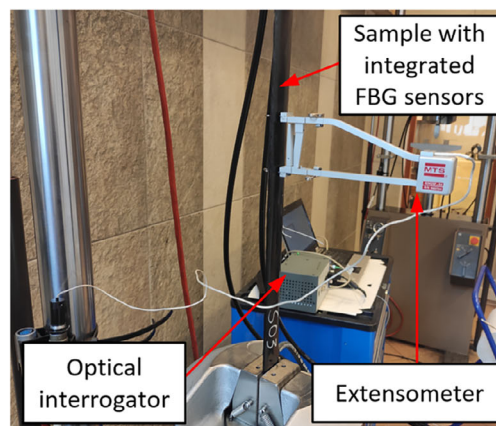 Sample with
integrated
FBG sensors
MTS
S03
Optical
interrogator
Extensometer